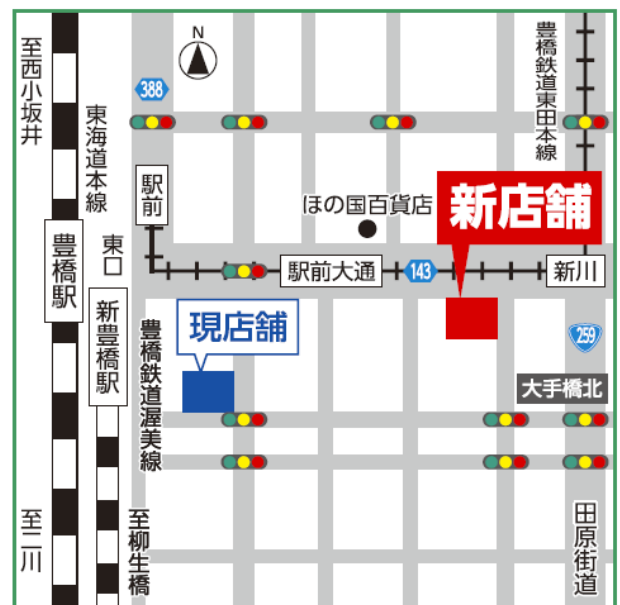 N
至西小坂井
東海道本線
388
豊橋鉄道東田本線
駅前
ほの国百貨店
新店舗
豊橋駅
東口
新豊橋駅
駅前大通
143
新川
現店舗
259
大手橋北
豊橋鉄道渥美線
至二川
至柳生橋
田原街道